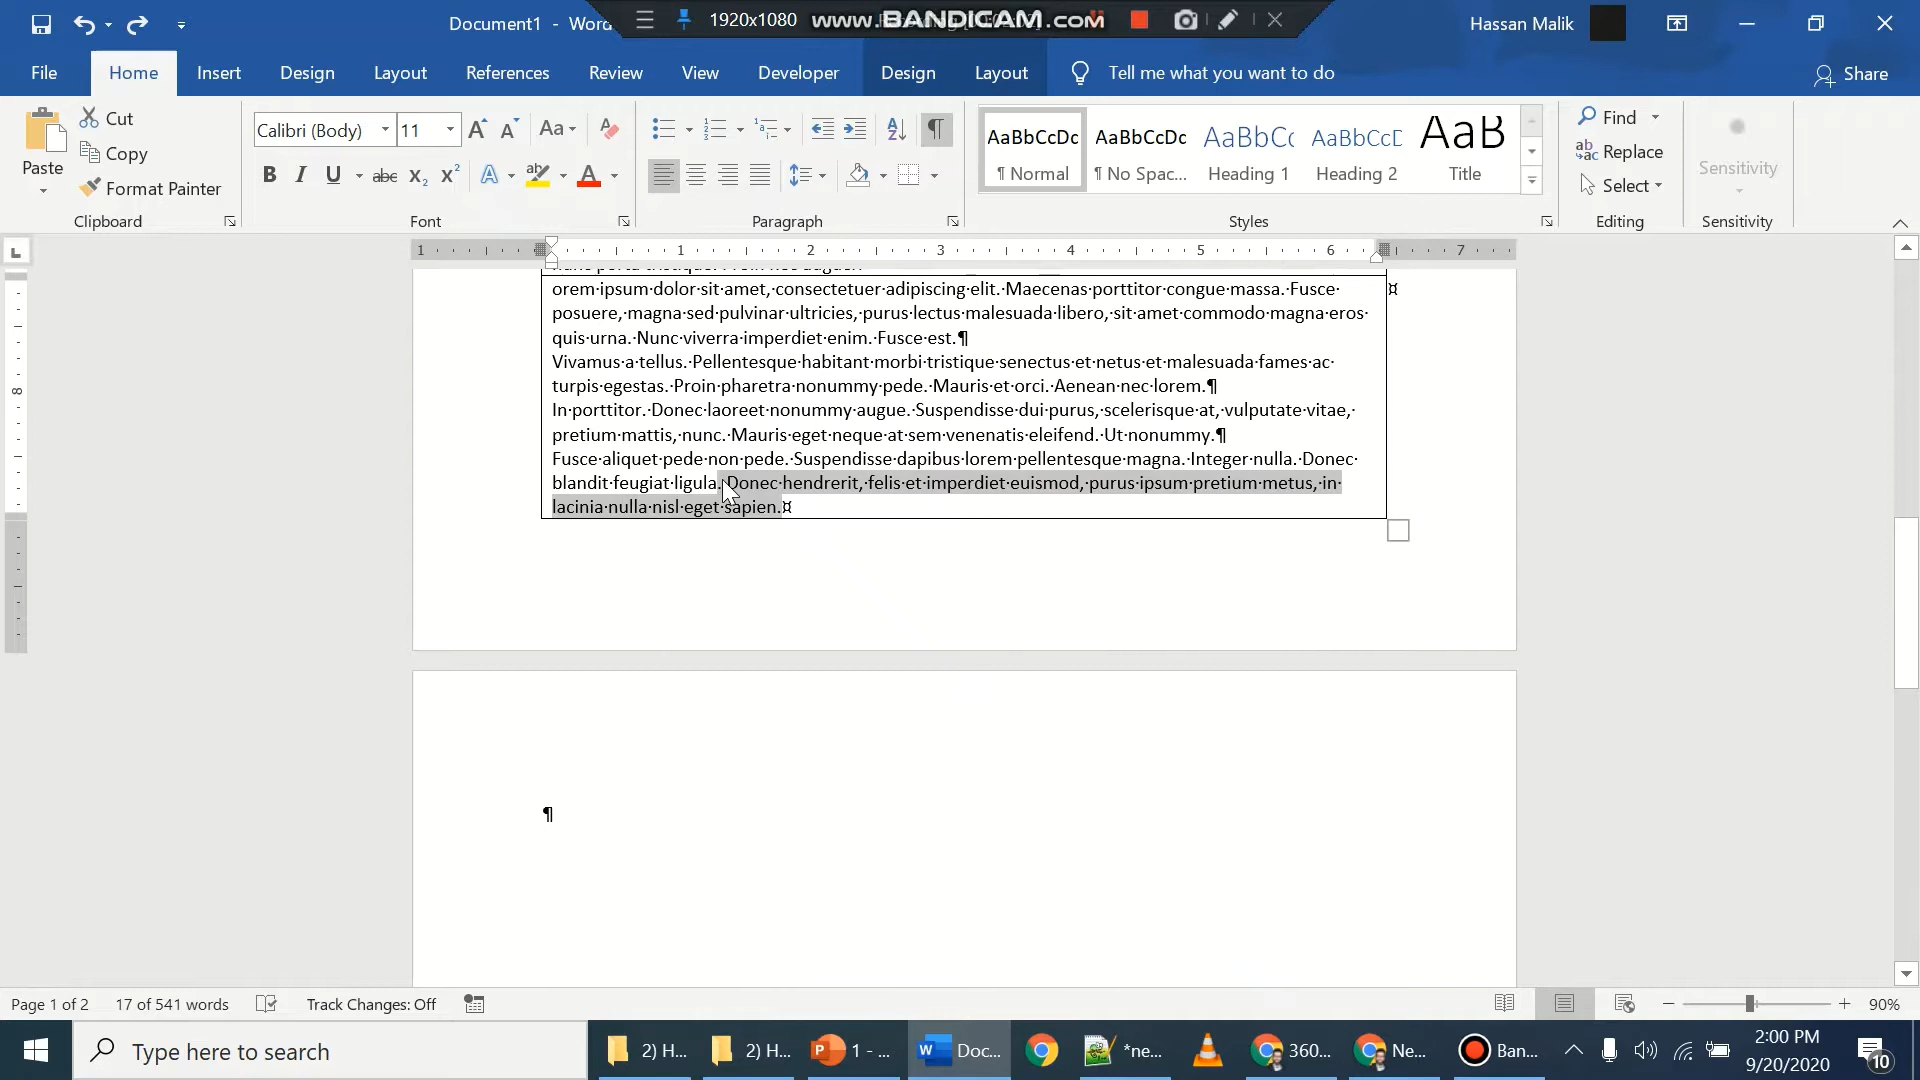 Document1 - Word
1920x1080
www.BANDICAM.com
Hassan Malik
File Home Insert Design Layout References Review View Developer Design Layout Tell me what you want to do Share
Paste
Cut
Copy
Format Painter
Clipboard
Calibri (Body) 11
Font
Paragraph
AaBbCcDc
¶ Normal
AaBbCcDc
¶ No Spac...
AaBbCc
Heading 1
AaBbCcD
Heading 2
AaB
Title
Styles
Find
Replace
Select
Editing
Sensitivity
Sensitivity
1 1 2 3 4 5 6 7
8
orem·ipsum·dolor·sit·amet,·consectetuer·adipiscing·elit.·Maecenas·porttitor·congue·massa.·Fusce·
posuere,·magna·sed·pulvinar·ultricies,·purus·lectus·malesuada·libero,·sit·amet·commodo·magna·eros·
quis·urna.·Nunc·viverra·imperdiet·enim.·Fusce·est.¶
Vivamus·a·tellus.·Pellentesque·habitant·morbi·tristique·senectus·et·netus·et·malesuada·fames·ac·
turpis·egestas.·Proin·pharetra·nonummy·pede.·Mauris·et·orci.·Aenean·nec·lorem.¶
In·porttitor.·Donec·laoreet·nonummy·augue.·Suspendisse·dui·purus,·scelerisque·at,·vulputate·vitae,·
pretium·mattis,·nunc.·Mauris·eget·neque·at·sem·venenatis·eleifend.·Ut·nonummy.¶
Fusce·aliquet·pede·non·pede.·Suspendisse·dapibus·lorem·pellentesque·magna.·Integer·nulla.·Donec·
blandit·feugiat·ligula.·Donec·hendrerit,·felis·et·imperdiet·euismod,·purus·ipsum·pretium·metus,·in·
lacinia·nulla·nisl·eget·sapien.¤
¶
Page 1 of 2 17 of 541 words Track Changes: Off 90%
Type here to search
2) H...
2) H...
1 - ...
Doc...
*ne...
360...
Ne...
Ban...
2:00 PM
9/20/2020
10